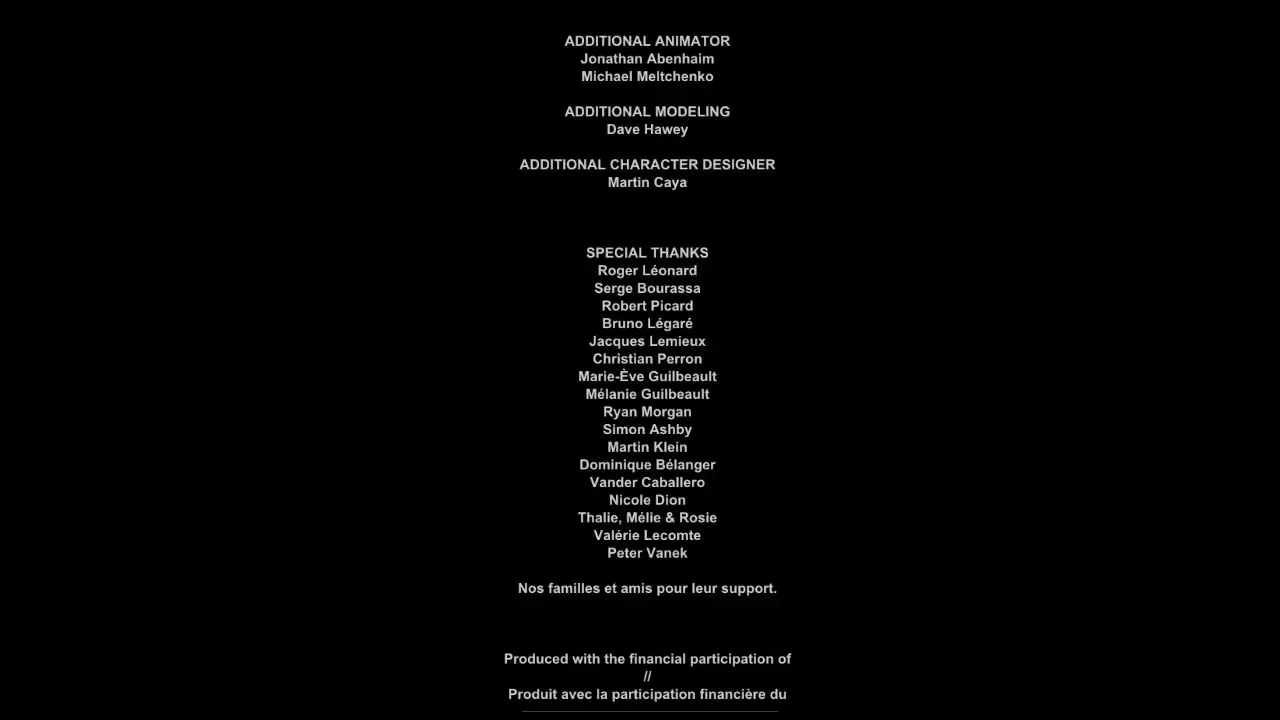 ADDITIONAL ANIMATOR
Jonathan Abenhaim
Michael Meltchenko
ADDITIONAL MODELING
Dave Hawey
ADDITIONAL CHARACTER DESIGNER
Martin Caya
SPECIAL THANKS
Roger Léonard
Serge Bourassa
Robert Picard
Bruno Légaré
Jacques Lemieux
Christian Perron
Marie-Ève Guilbeault
Mélanie Guilbeault
Ryan Morgan
Simon Ashby
Martin Klein
Dominique Bélanger
Vander Caballero
Nicole Dion
Thalie, Mélie & Rosie
Valérie Lecomte
Peter Vanek
Nos familles et amis pour leur support.
Produced with the financial participation of
//
Produit avec la participation financière du